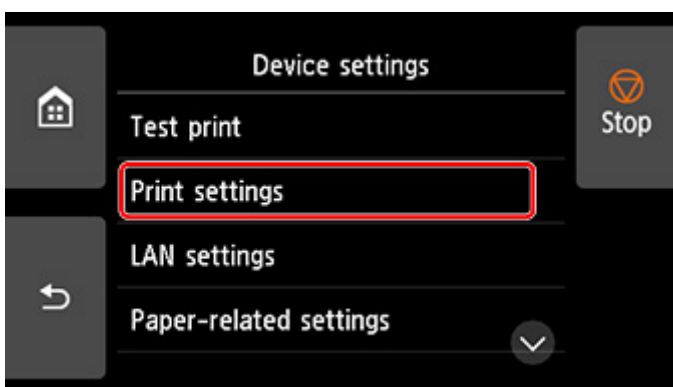 Device settings
Stop
Test print
Print settings
LAN settings
Paper-related settings